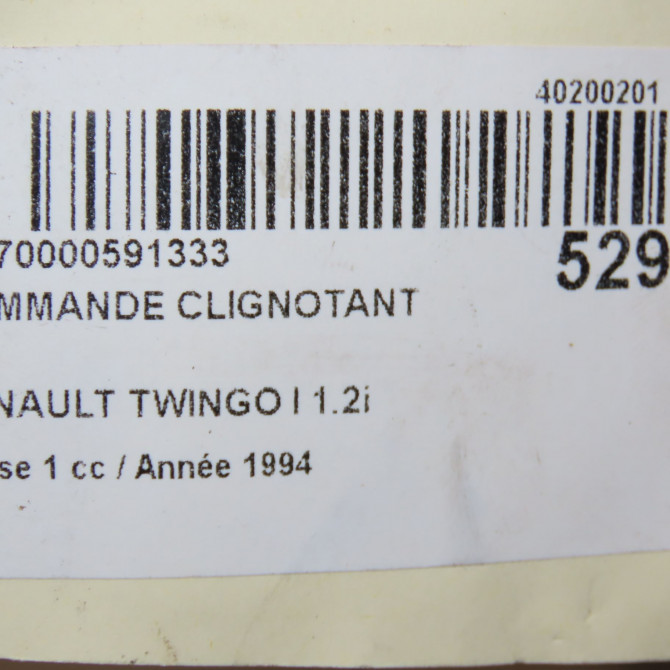 40200201
70000591333
529
MMANDE CLIGNOTANT
NAULT TWINGO I 1.2i
se 1 cc / Année 1994